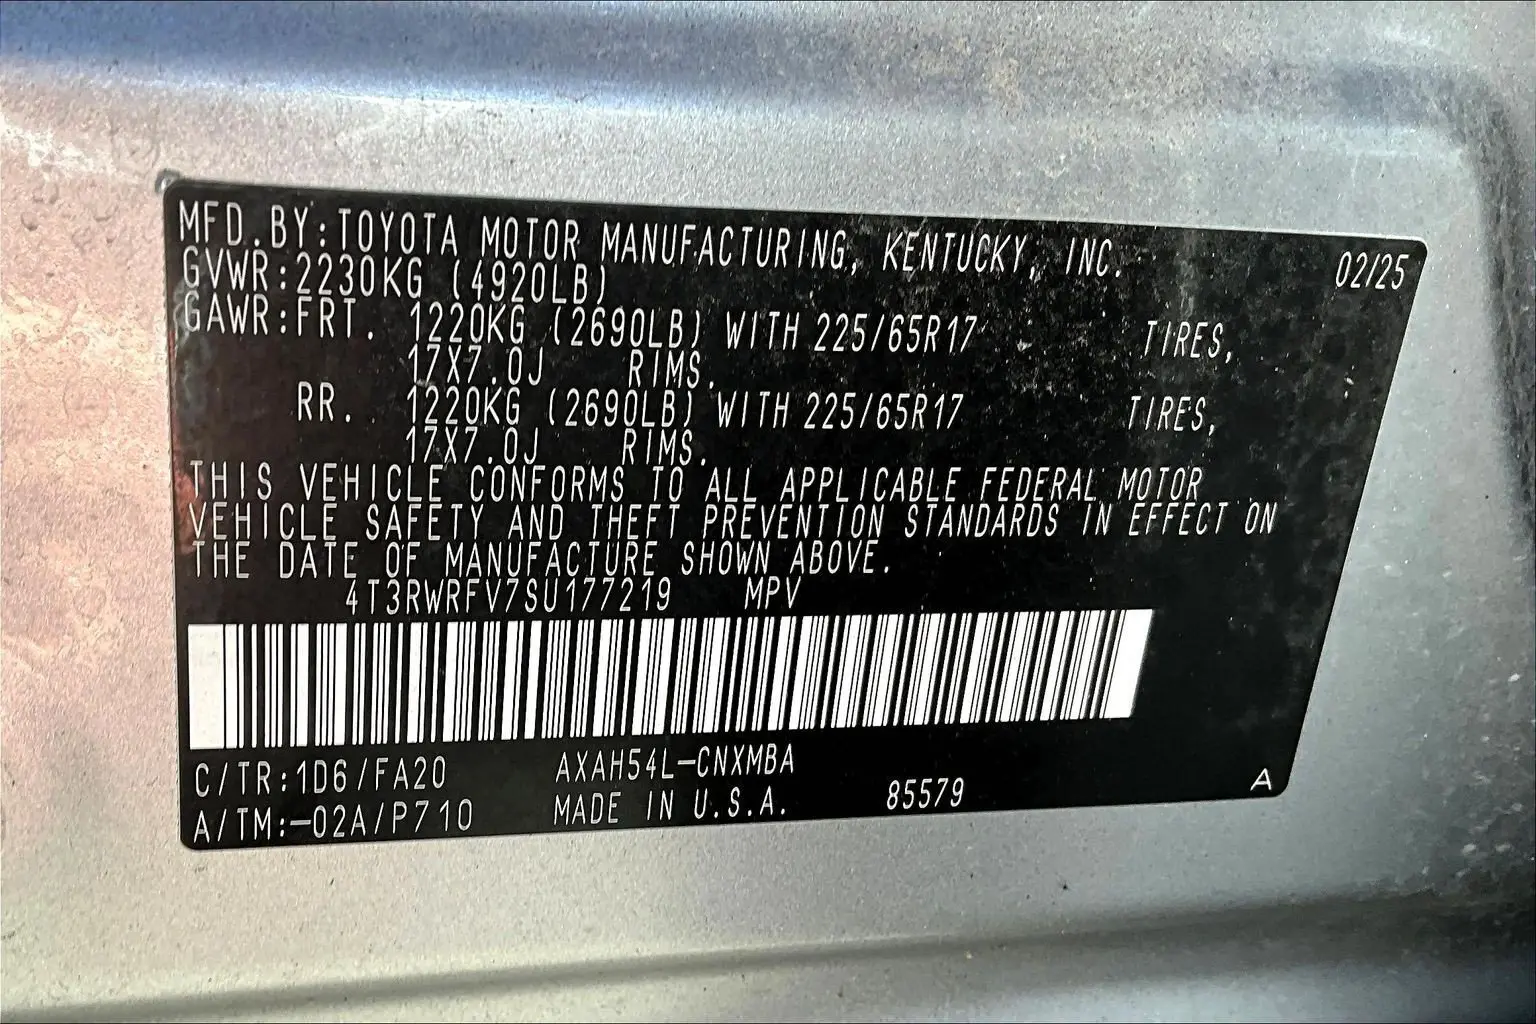 MFD.BY:TOYOTA MOTOR MANUFACTURING, KENTUCKY, INC. 02/25
GVWR:2230KG (4920LB)
GAWR:FRT. 1220KG (2690LB) WITH 225/65R17 TIRES,
17X7.0J RIMS.
RR. 1220KG (2690LB) WITH 225/65R17 TIRES,
17X7.0J RIMS.
THIS VEHICLE CONFORMS TO ALL APPLICABLE FEDERAL MOTOR
VEHICLE SAFETY AND THEFT PREVENTION STANDARDS IN EFFECT ON
THE DATE OF MANUFACTURE SHOWN ABOVE.
4T3RWRFV7SU177219 MPV
C/TR:1D6/FA20 AXAH54L-CNXMBA
A/TM:-02A/P710 MADE IN U.S.A. 85579 A